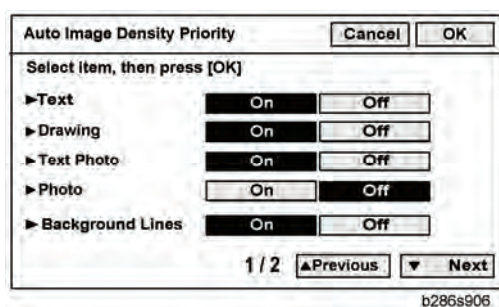 Auto Image Density Priority Cancel OK
Select item, then press [OK]
►Text On Off
►Drawing On Off
►Text Photo On Off
►Photo On Off
► Background Lines On Off
1 / 2 ▲Previous ▼ Next
b286s906